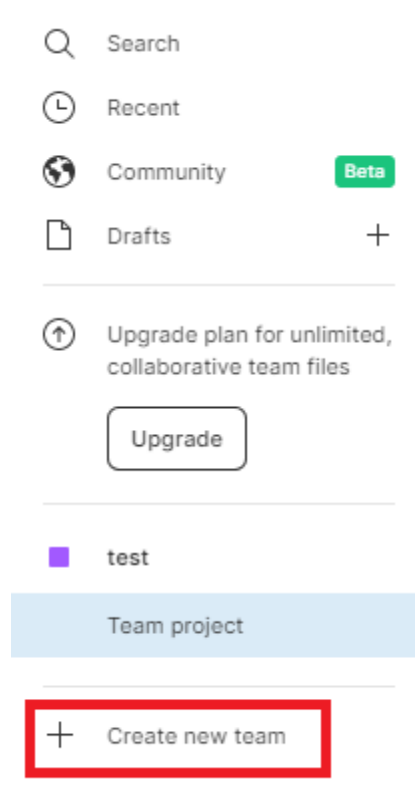 Search
Recent
Community Beta
Drafts
Upgrade plan for unlimited,
collaborative team files
Upgrade
test
Team project
Create new team